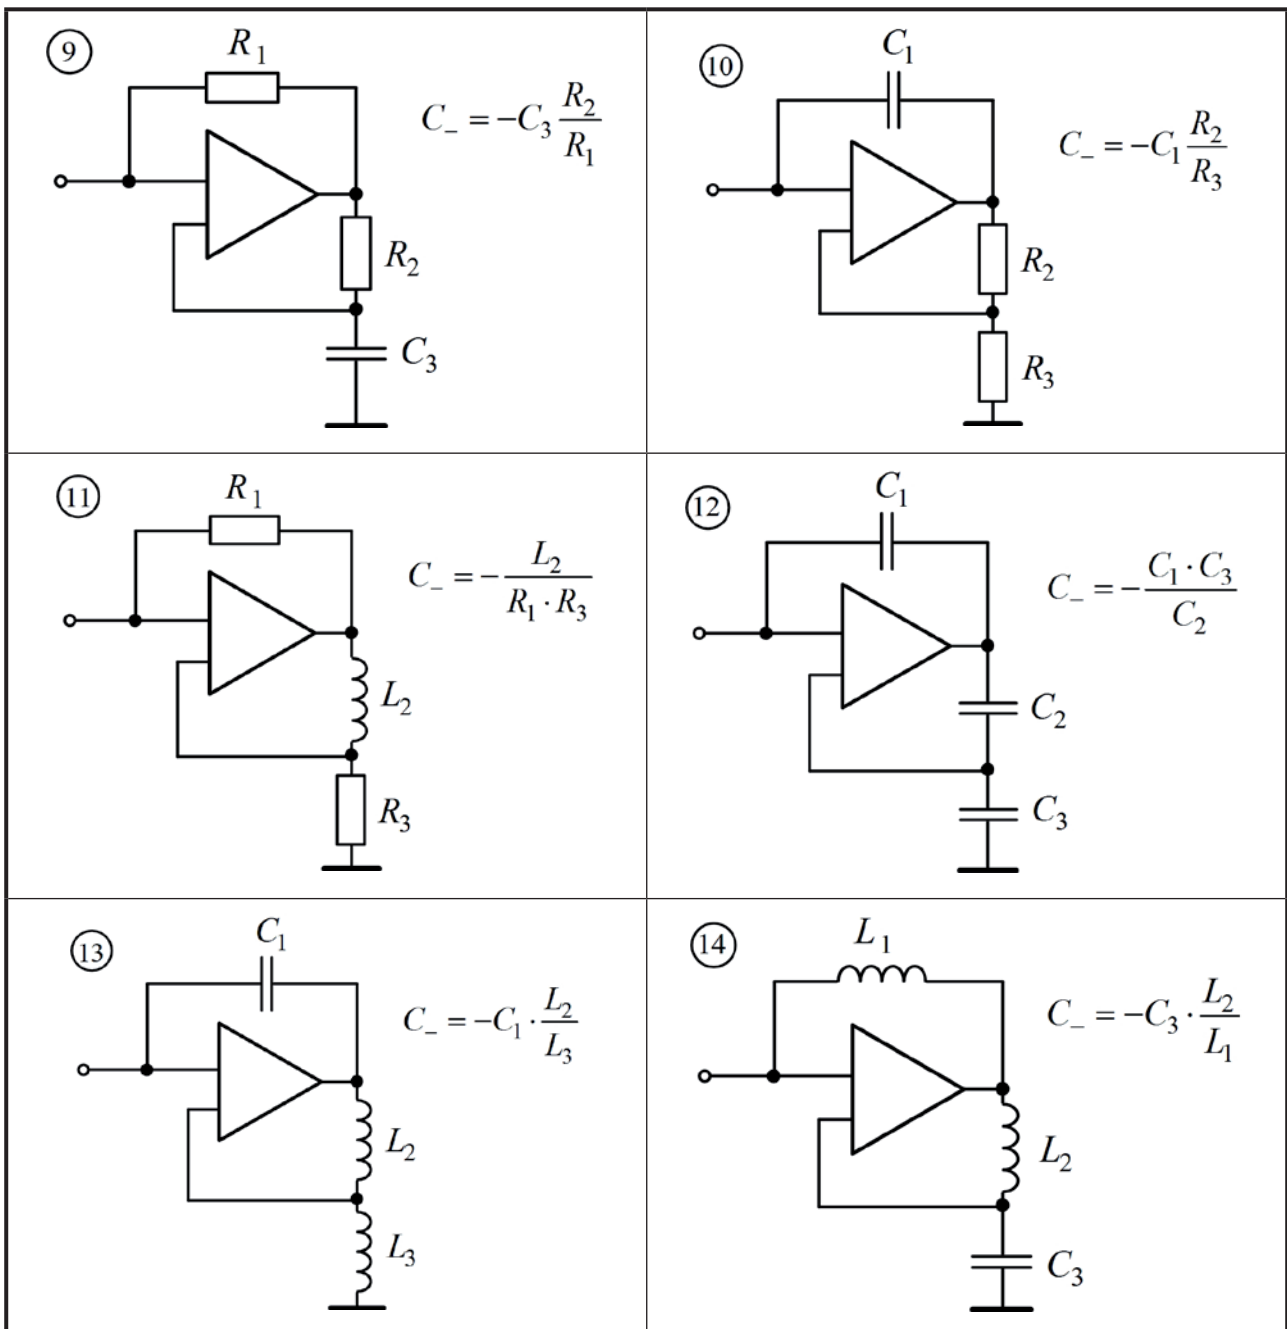 9
R1
C_ = −C3 R2/R1
R2
C3
10
C1
C_ = −C1 R2/R3
R2
R3
11
R1
C_ = − L2/(R1 · R3)
L2
R3
12
C1
C_ = − (C1 · C3)/C2
C2
C3
13
C1
C_ = −C1 · L2/L3
L2
L3
14
L1
C_ = −C3 · L2/L1
L2
C3